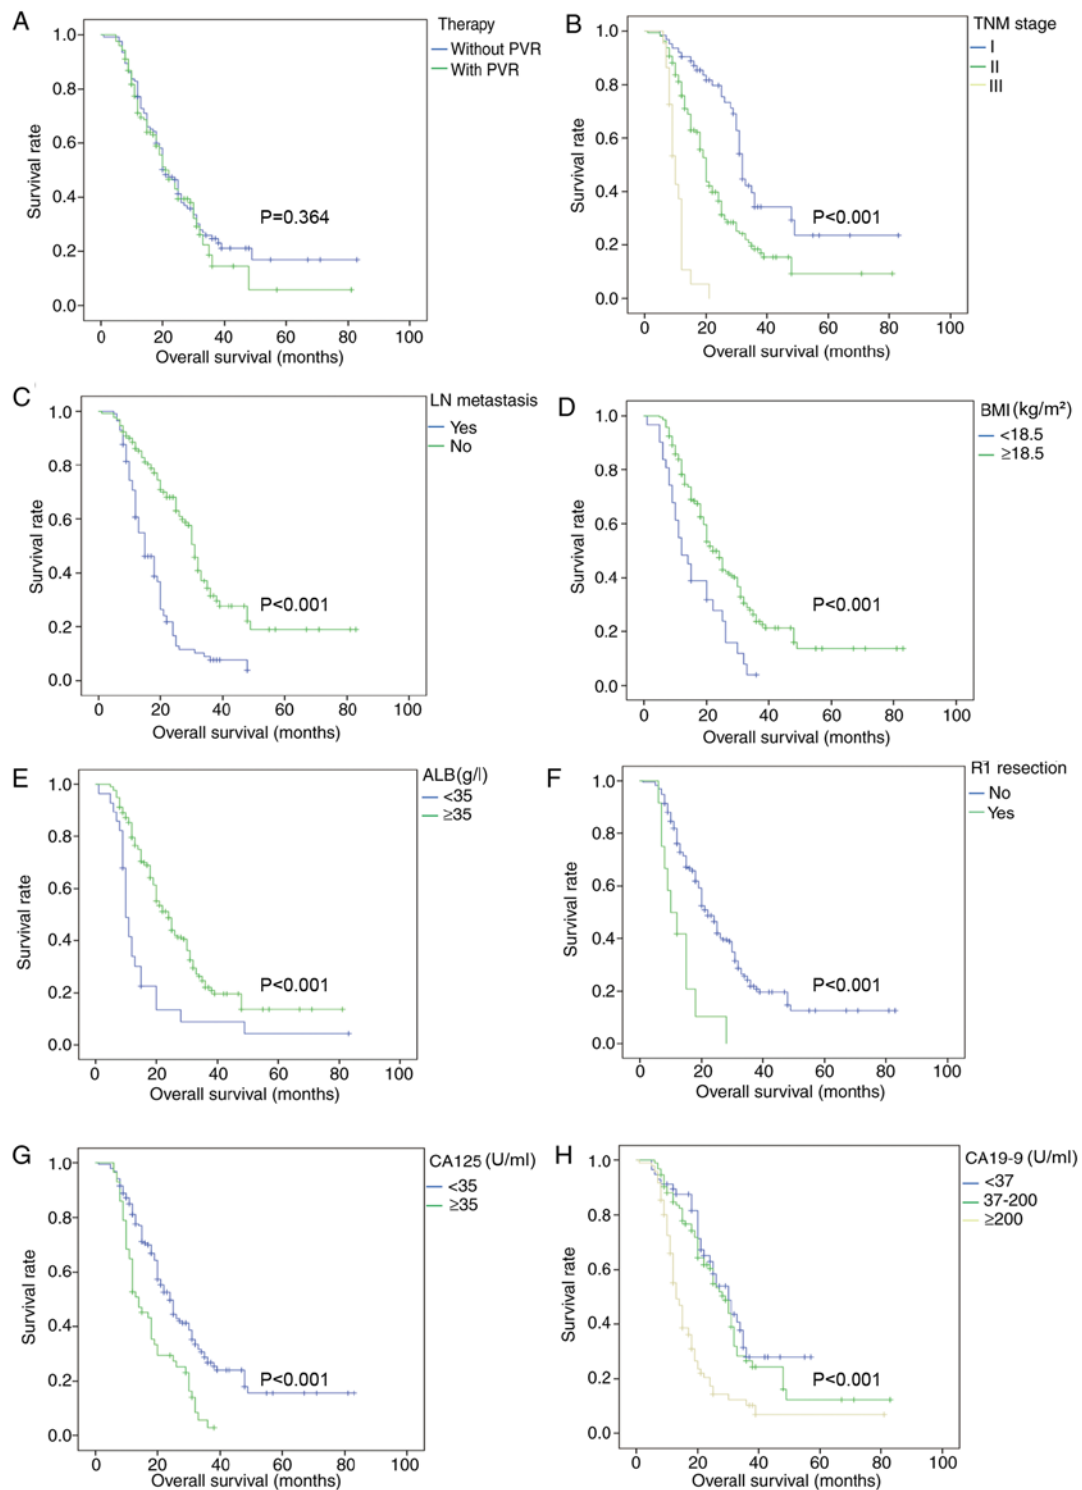 A
Therapy
Without PVR
With PVR
1.0
0.8
0.6
0.4
0.2
0.0
Survival rate
P=0.364
0 20 40 60 80 100
Overall survival (months)
B
TNM stage
I
II
III
1.0
0.8
0.6
0.4
0.2
0.0
Survival rate
P<0.001
0 20 40 60 80 100
Overall survival (months)
C
LN metastasis
Yes
No
1.0
0.8
0.6
0.4
0.2
0.0
Survival rate
P<0.001
0 20 40 60 80 100
Overall survival (months)
D
BMI (kg/m²)
<18.5
≥18.5
1.0
0.8
0.6
0.4
0.2
0.0
Survival rate
P<0.001
0 20 40 60 80 100
Overall survival (months)
E
ALB(g/l)
<35
≥35
1.0
0.8
0.6
0.4
0.2
0.0
Survival rate
P<0.001
0 20 40 60 80 100
Overall survival (months)
F
R1 resection
No
Yes
1.0
0.8
0.6
0.4
0.2
0.0
Survival rate
P<0.001
0 20 40 60 80 100
Overall survival (months)
G
CA125 (U/ml)
<35
≥35
1.0
0.8
0.6
0.4
0.2
0.0
Survival rate
P<0.001
0 20 40 60 80 100
Overall survival (months)
H
CA19-9 (U/ml)
<37
37-200
≥200
1.0
0.8
0.6
0.4
0.2
0.0
Survival rate
P<0.001
0 20 40 60 80 100
Overall survival (months)